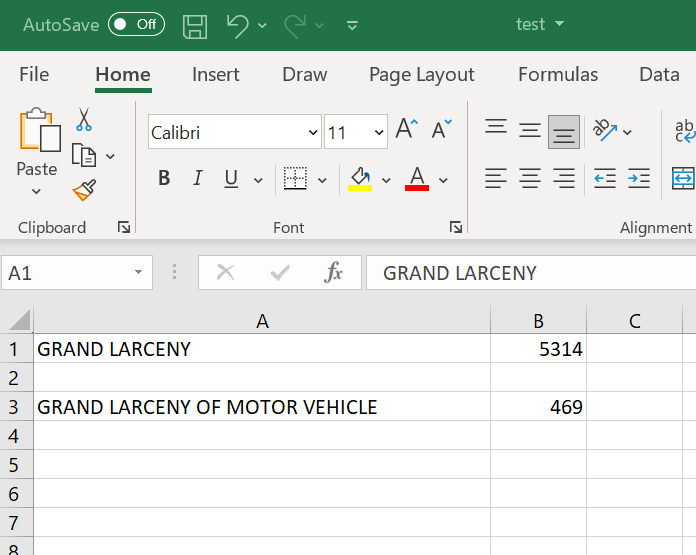 AutoSave Off test
File Home Insert Draw Page Layout Formulas Data
Calibri 11 ab
Paste B I U A c
Clipboard Font Alignment
A1 fx GRAND LARCENY
A B C
1 GRAND LARCENY 5314
2
3 GRAND LARCENY OF MOTOR VEHICLE 469
4
5
6
7
8